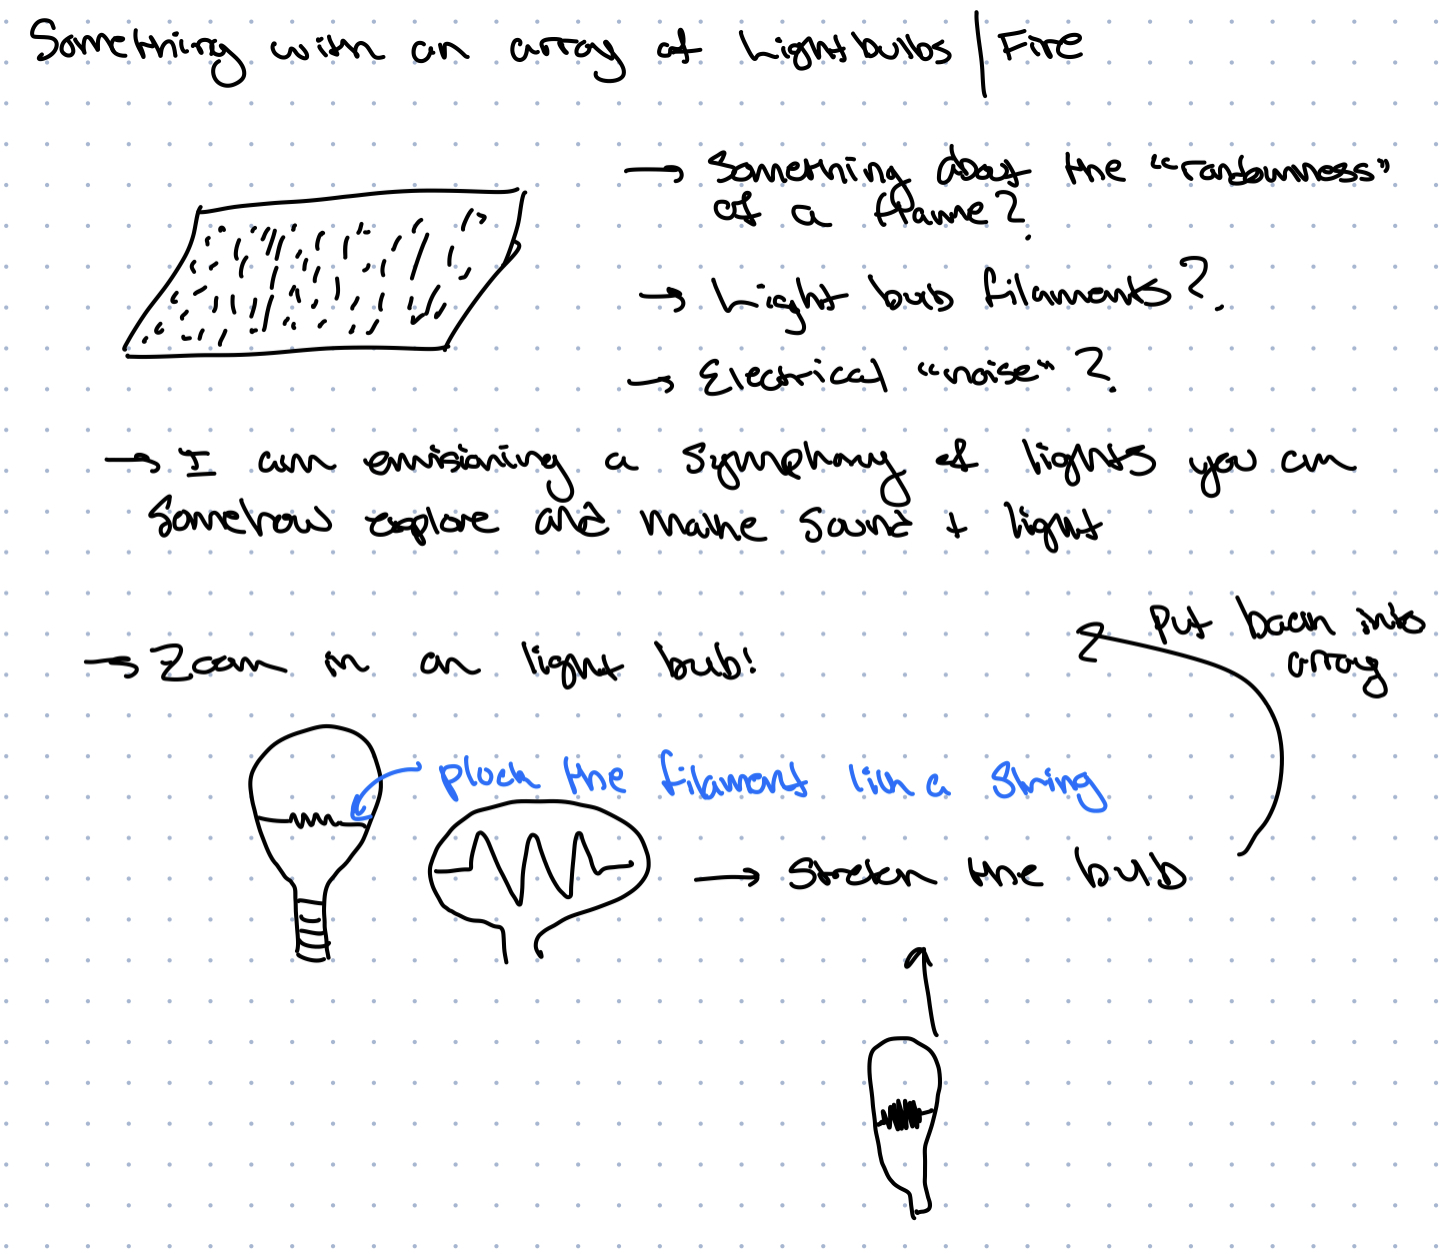 Something with an array of Lightbulbs | Fire
→ Something about the "randomness"
of a flame?
→ Light bub filaments?
→ Electrical "noise"?
→ I am envisioning a symphony of lights you can
somehow explore and make sound + light
→ Zoom in on light bub!
Put back into
array
pluck the filament like a string
→ Stretch the bulb